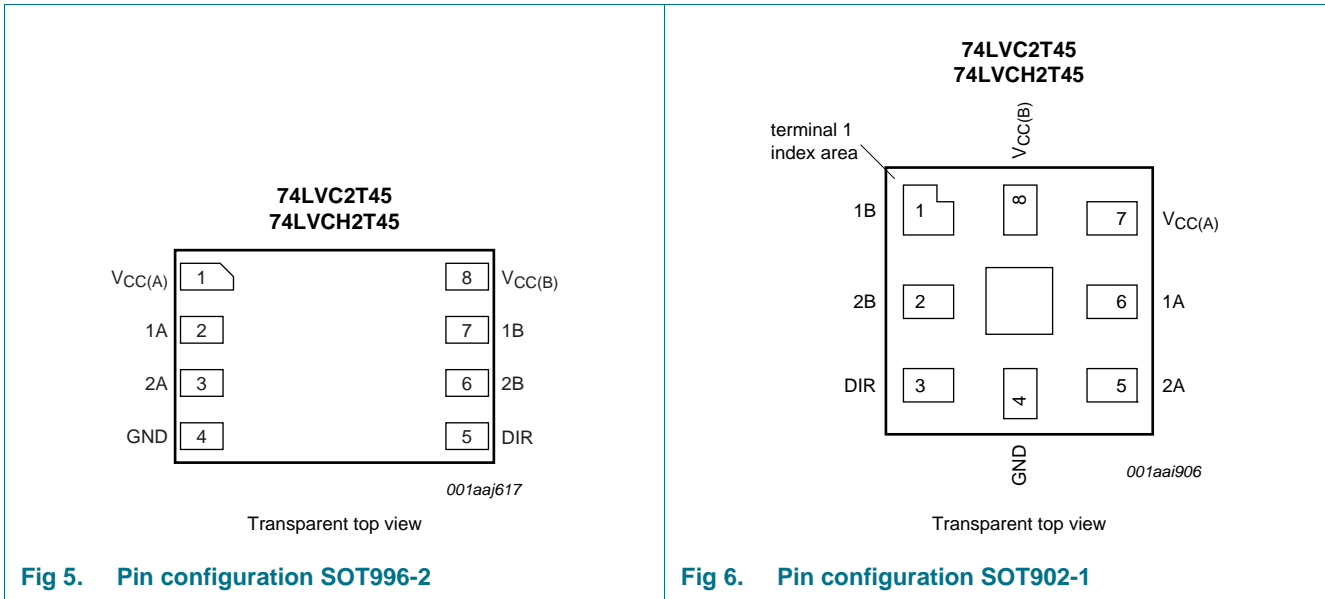 74LVC2T45
74LVCH2T45
VCC(A) 1 8 VCC(B)
1A 2 7 1B
2A 3 6 2B
GND 4 5 DIR
001aaj617
Transparent top view
Fig 5. Pin configuration SOT996-2
74LVC2T45
74LVCH2T45
terminal 1
index area
VCC(B)
1B 1 8 7 VCC(A)
2B 2 6 1A
DIR 3 4 5 2A
GND
001aai906
Transparent top view
Fig 6. Pin configuration SOT902-1